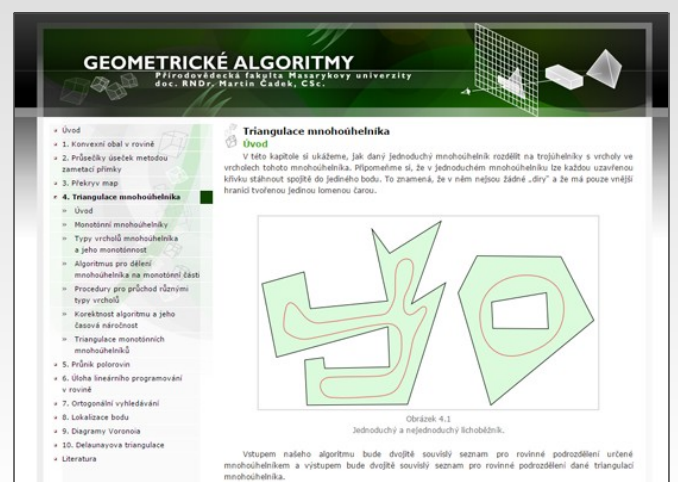 GEOMETRICKÉ ALGORITMY
Přírodovědecká fakulta Masarykovy univerzity
doc. RNDr. Martin Čadek, CSc.
Úvod
1. Konvexní obal v rovině
2. Průsečíky úseček metodou
zametací přímky
3. Překryv map
4. Triangulace mnohoúhelníka
Úvod
Monotónní mnohoúhelníky
Typy vrcholů mnohoúhelníka
a jeho monotónnost
Algoritmus pro dělení
mnohoúhelníka na monotónní části
Procedury pro průchod různými
typy vrcholů
Korektnost algoritmu a jeho
časová náročnost
Triangulace monotónních
mnohoúhelníků
5. Průnik polorovin
6. Úloha lineárního programování
v rovině
7. Ortogonální vyhledávání
8. Lokalizace bodu
9. Diagramy Voronoia
10. Delaunayova triangulace
Literatura
Triangulace mnohoúhelníka
Úvod
V této kapitole si ukážeme, jak daný jednoduchý mnohoúhelník rozdělit na trojúhelníky s vrcholy ve
vrcholech tohoto mnohoúhelníka. Připomeňme si, že v jednoduchém mnohoúhelníku lze každou uzavřenou
křivku stáhnout spojitě do jediného bodu. To znamená, že v něm nejsou žádné „díry" a že má pouze vnější
hranici tvořenou jedinou lomenou čarou.
Obrázek 4.1
Jednoduchý a nejednoduchý lichoběžník.
Vstupem našeho algoritmu bude dvojitě souvislý seznam pro rovinné podrozdělení určené
mnohoúhelníkem a výstupem bude dvojitě souvislý seznam pro rovinné podrozdělení dané triangulací
mnohoúhelníka.